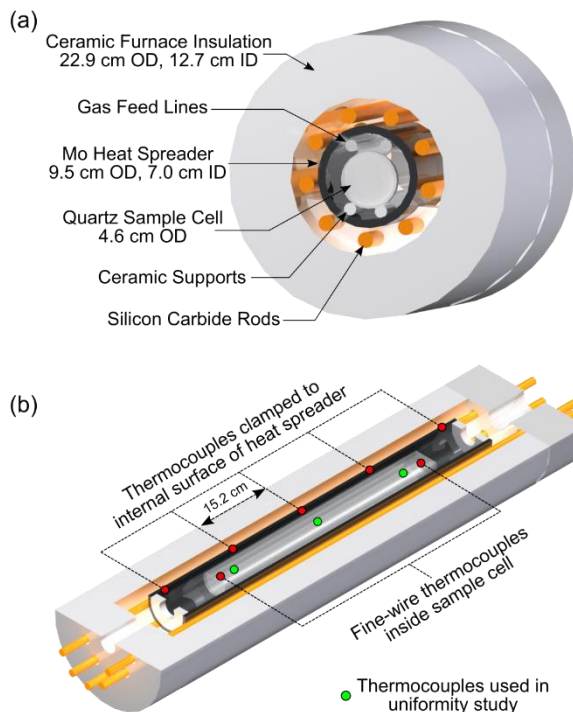 (a)
Ceramic Furnace Insulation
22.9 cm OD, 12.7 cm ID
Gas Feed Lines
Mo Heat Spreader
9.5 cm OD, 7.0 cm ID
Quartz Sample Cell
4.6 cm OD
Ceramic Supports
Silicon Carbide Rods
(b)
Thermocouples clamped to
internal surface of heat spreader
15.2 cm
Fine-wire thermocouples
inside sample cell
Thermocouples used in
uniformity study